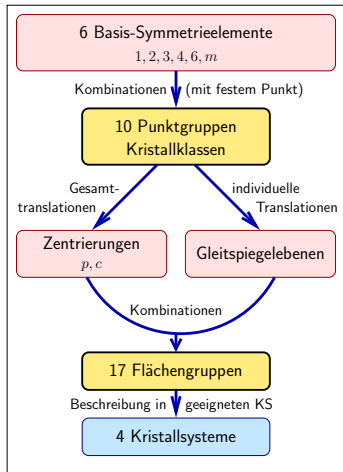 6 Basis-Symmetrieelemente
1, 2, 3, 4, 6, m
Kombinationen (mit festem Punkt)
10 Punktgruppen
Kristallklassen
Gesamt-
translationen
individuelle
Translationen
Zentrierungen
p, c
Gleitspiegelebenen
Kombinationen
17 Flächengruppen
Beschreibung in geeigneten KS
4 Kristallsysteme